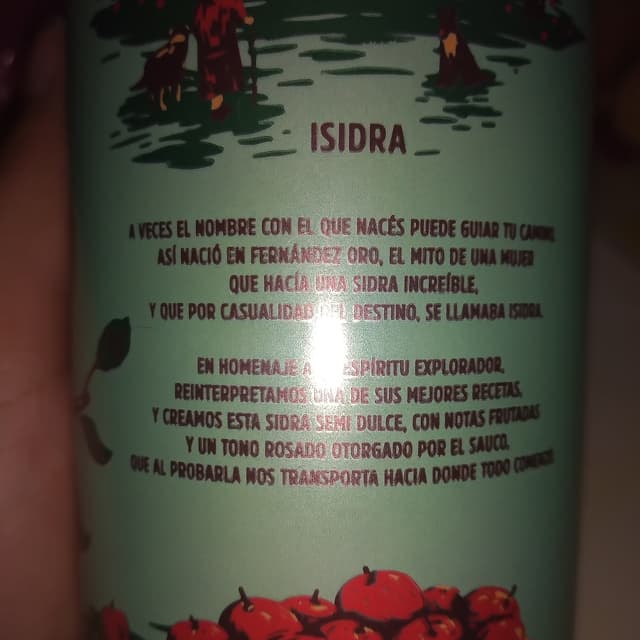 ISIDRA
A VECES EL NOMBRE CON EL QUE NACÉS PUEDE GUIAR TU CAMINO,
ASÍ NACIÓ EN FERNÁNDEZ ORO, EL MITO DE UNA MUJER
QUE HACÍA UNA SIDRA INCREÍBLE,
Y QUE POR CASUALIDAD DEL DESTINO, SE LLAMABA ISIDRA.
EN HOMENAJE A ESPÍRITU EXPLORADOR,
REINTERPRETAMOS UNA DE SUS MEJORES RECETAS,
Y CREAMOS ESTA SIDRA SEMI DULCE, CON NOTAS FRUTADAS
Y UN TONO ROSADO OTORGADO POR EL SAUCO,
QUE AL PROBARLA NOS TRANSPORTA HACIA DONDE TODO COMENZÓ.